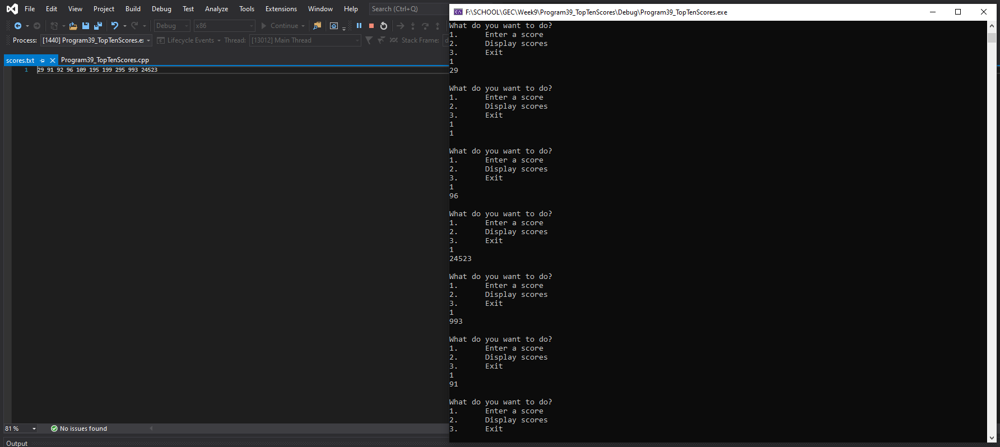 File Edit View Project Build Debug Test Analyze Tools Extensions Window Help Search (Ctrl+Q)
Debug x86 Continue
Process: [1440] Program39_TopTenScores.ex Lifecycle Events Thread: [13012] Main Thread Stack Frame:
scores.txt Program39_TopTenScores.cpp
1 29 91 92 96 109 195 199 295 993 24523
81 % No issues found
Output
F:\SCHOOL\GEC\Week9\Program39_TopTenScores\Debug\Program39_TopTenScores.exe
What do you want to do?
1. Enter a score
2. Display scores
3. Exit
1
29
What do you want to do?
1. Enter a score
2. Display scores
3. Exit
1
1
What do you want to do?
1. Enter a score
2. Display scores
3. Exit
1
96
What do you want to do?
1. Enter a score
2. Display scores
3. Exit
1
24523
What do you want to do?
1. Enter a score
2. Display scores
3. Exit
1
993
What do you want to do?
1. Enter a score
2. Display scores
3. Exit
1
91
What do you want to do?
1. Enter a score
2. Display scores
3. Exit